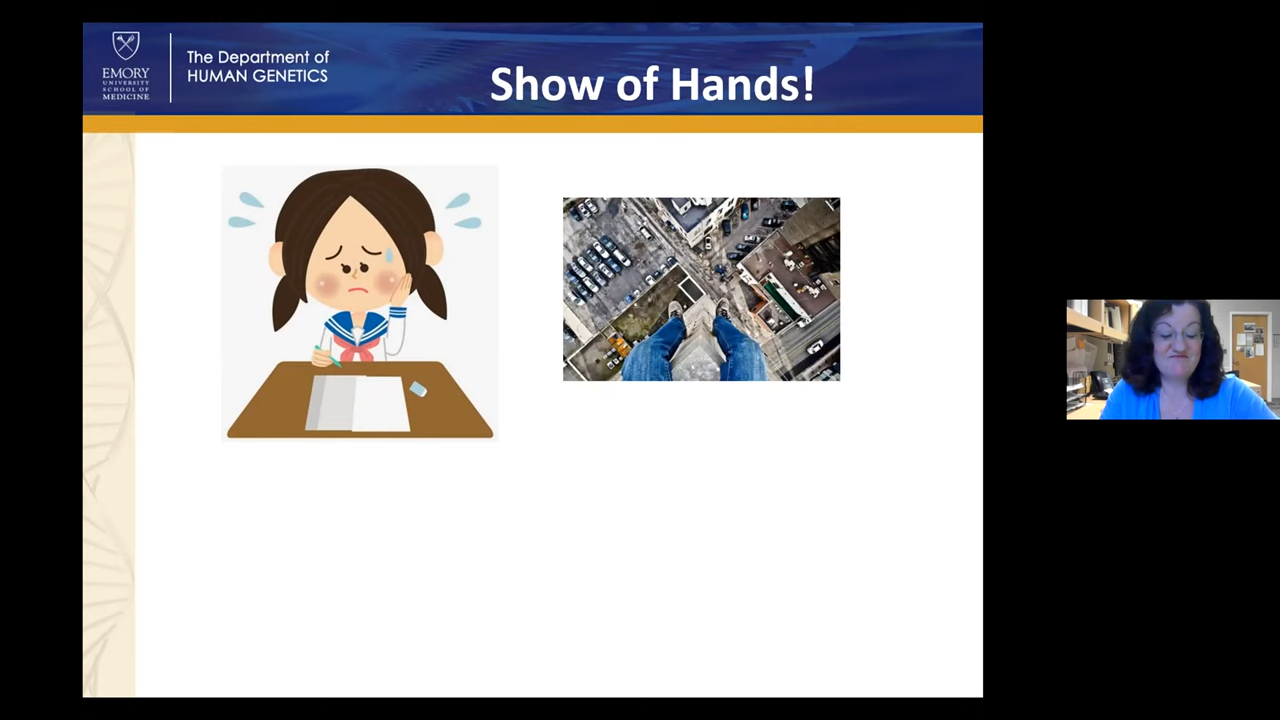 EMORY
UNIVERSITY
SCHOOL OF
MEDICINE
The Department of
HUMAN GENETICS
Show of Hands!